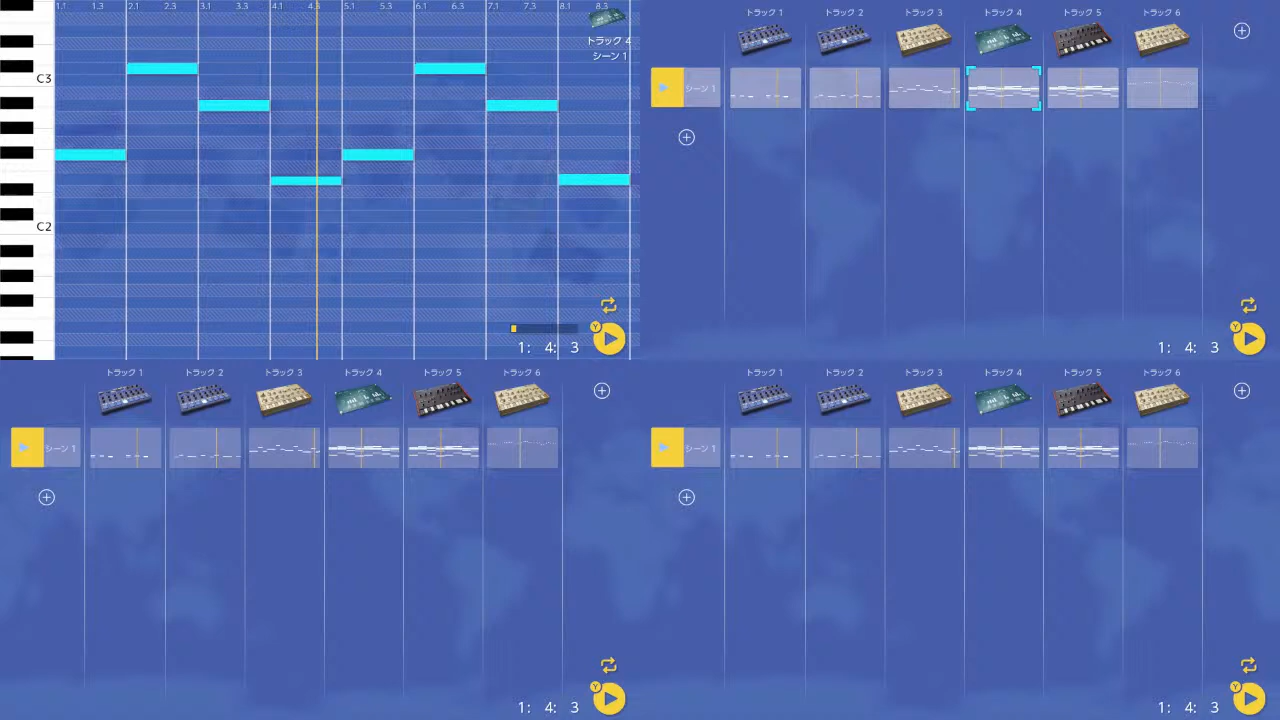 1.1 1.3 2.1 2.3 3.1 3.3 4.1 4.3 5.1 5.3 6.1 6.3 7.1 7.3 8.1 8.3
トラック 4
シーン 1
C3
C2
Y
1: 4: 3
トラック 1 トラック 2 トラック 3 トラック 4 トラック 5 トラック 6
シーン 1
Y
1: 4: 3
トラック 1 トラック 2 トラック 3 トラック 4 トラック 5 トラック 6
シーン 1
Y
1: 4: 3
トラック 1 トラック 2 トラック 3 トラック 4 トラック 5 トラック 6
シーン 1
Y
1: 4: 3